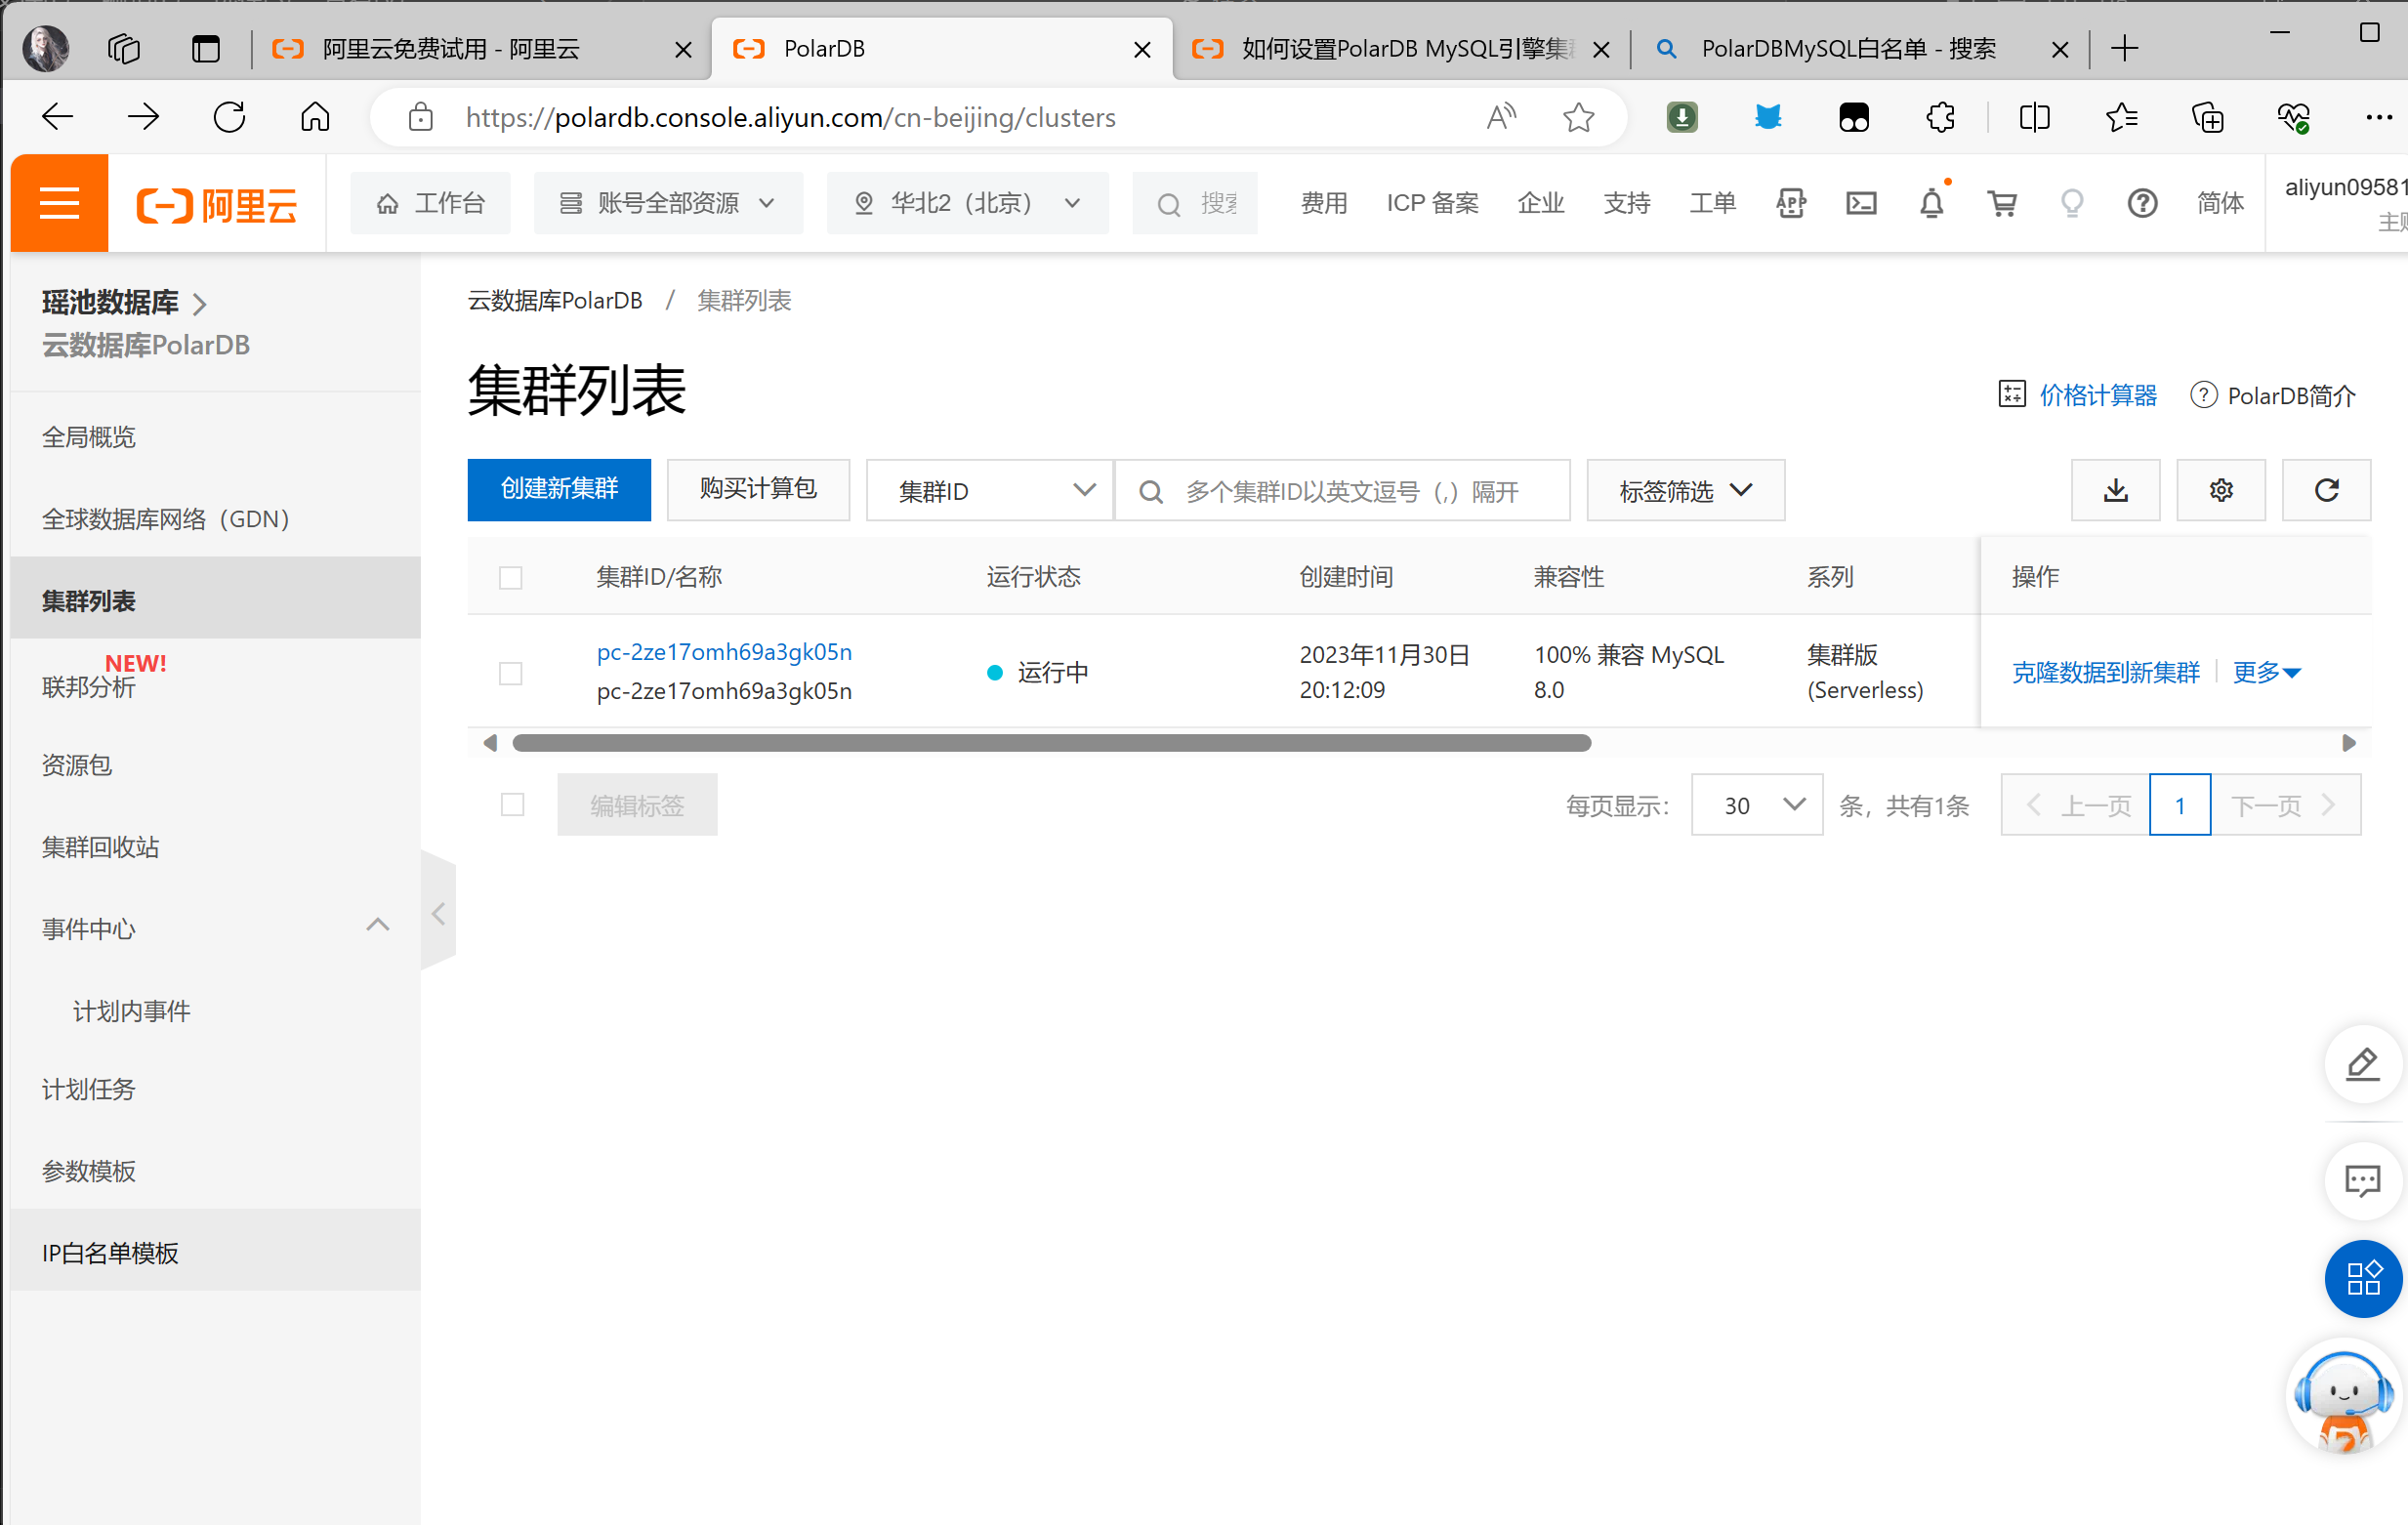 阿里云免费试用 - 阿里云
PolarDB
如何设置PolarDB MySQL引擎集
PolarDBMySQL白名单 - 搜索
https://polardb.console.aliyun.com/cn-beijing/clusters
阿里云
工作台
账号全部资源
华北2（北京）
搜索
费用
ICP 备案
企业
支持
工单
APP
简体
aliyun09581
主账
瑶池数据库
云数据库PolarDB
全局概览
全球数据库网络（GDN）
集群列表
NEW!
联邦分析
资源包
集群回收站
事件中心
计划内事件
计划任务
参数模板
IP白名单模板
云数据库PolarDB / 集群列表
集群列表
价格计算器
PolarDB简介
创建新集群
购买计算包
集群ID
多个集群ID以英文逗号（,）隔开
标签筛选
集群ID/名称 运行状态 创建时间 兼容性 系列 操作
pc-2ze17omh69a3gk05n
pc-2ze17omh69a3gk05n
运行中
2023年11月30日
20:12:09
100% 兼容 MySQL
8.0
集群版
(Serverless)
克隆数据到新集群
更多
编辑标签
每页显示：
30
条，共有1条
上一页
1
下一页